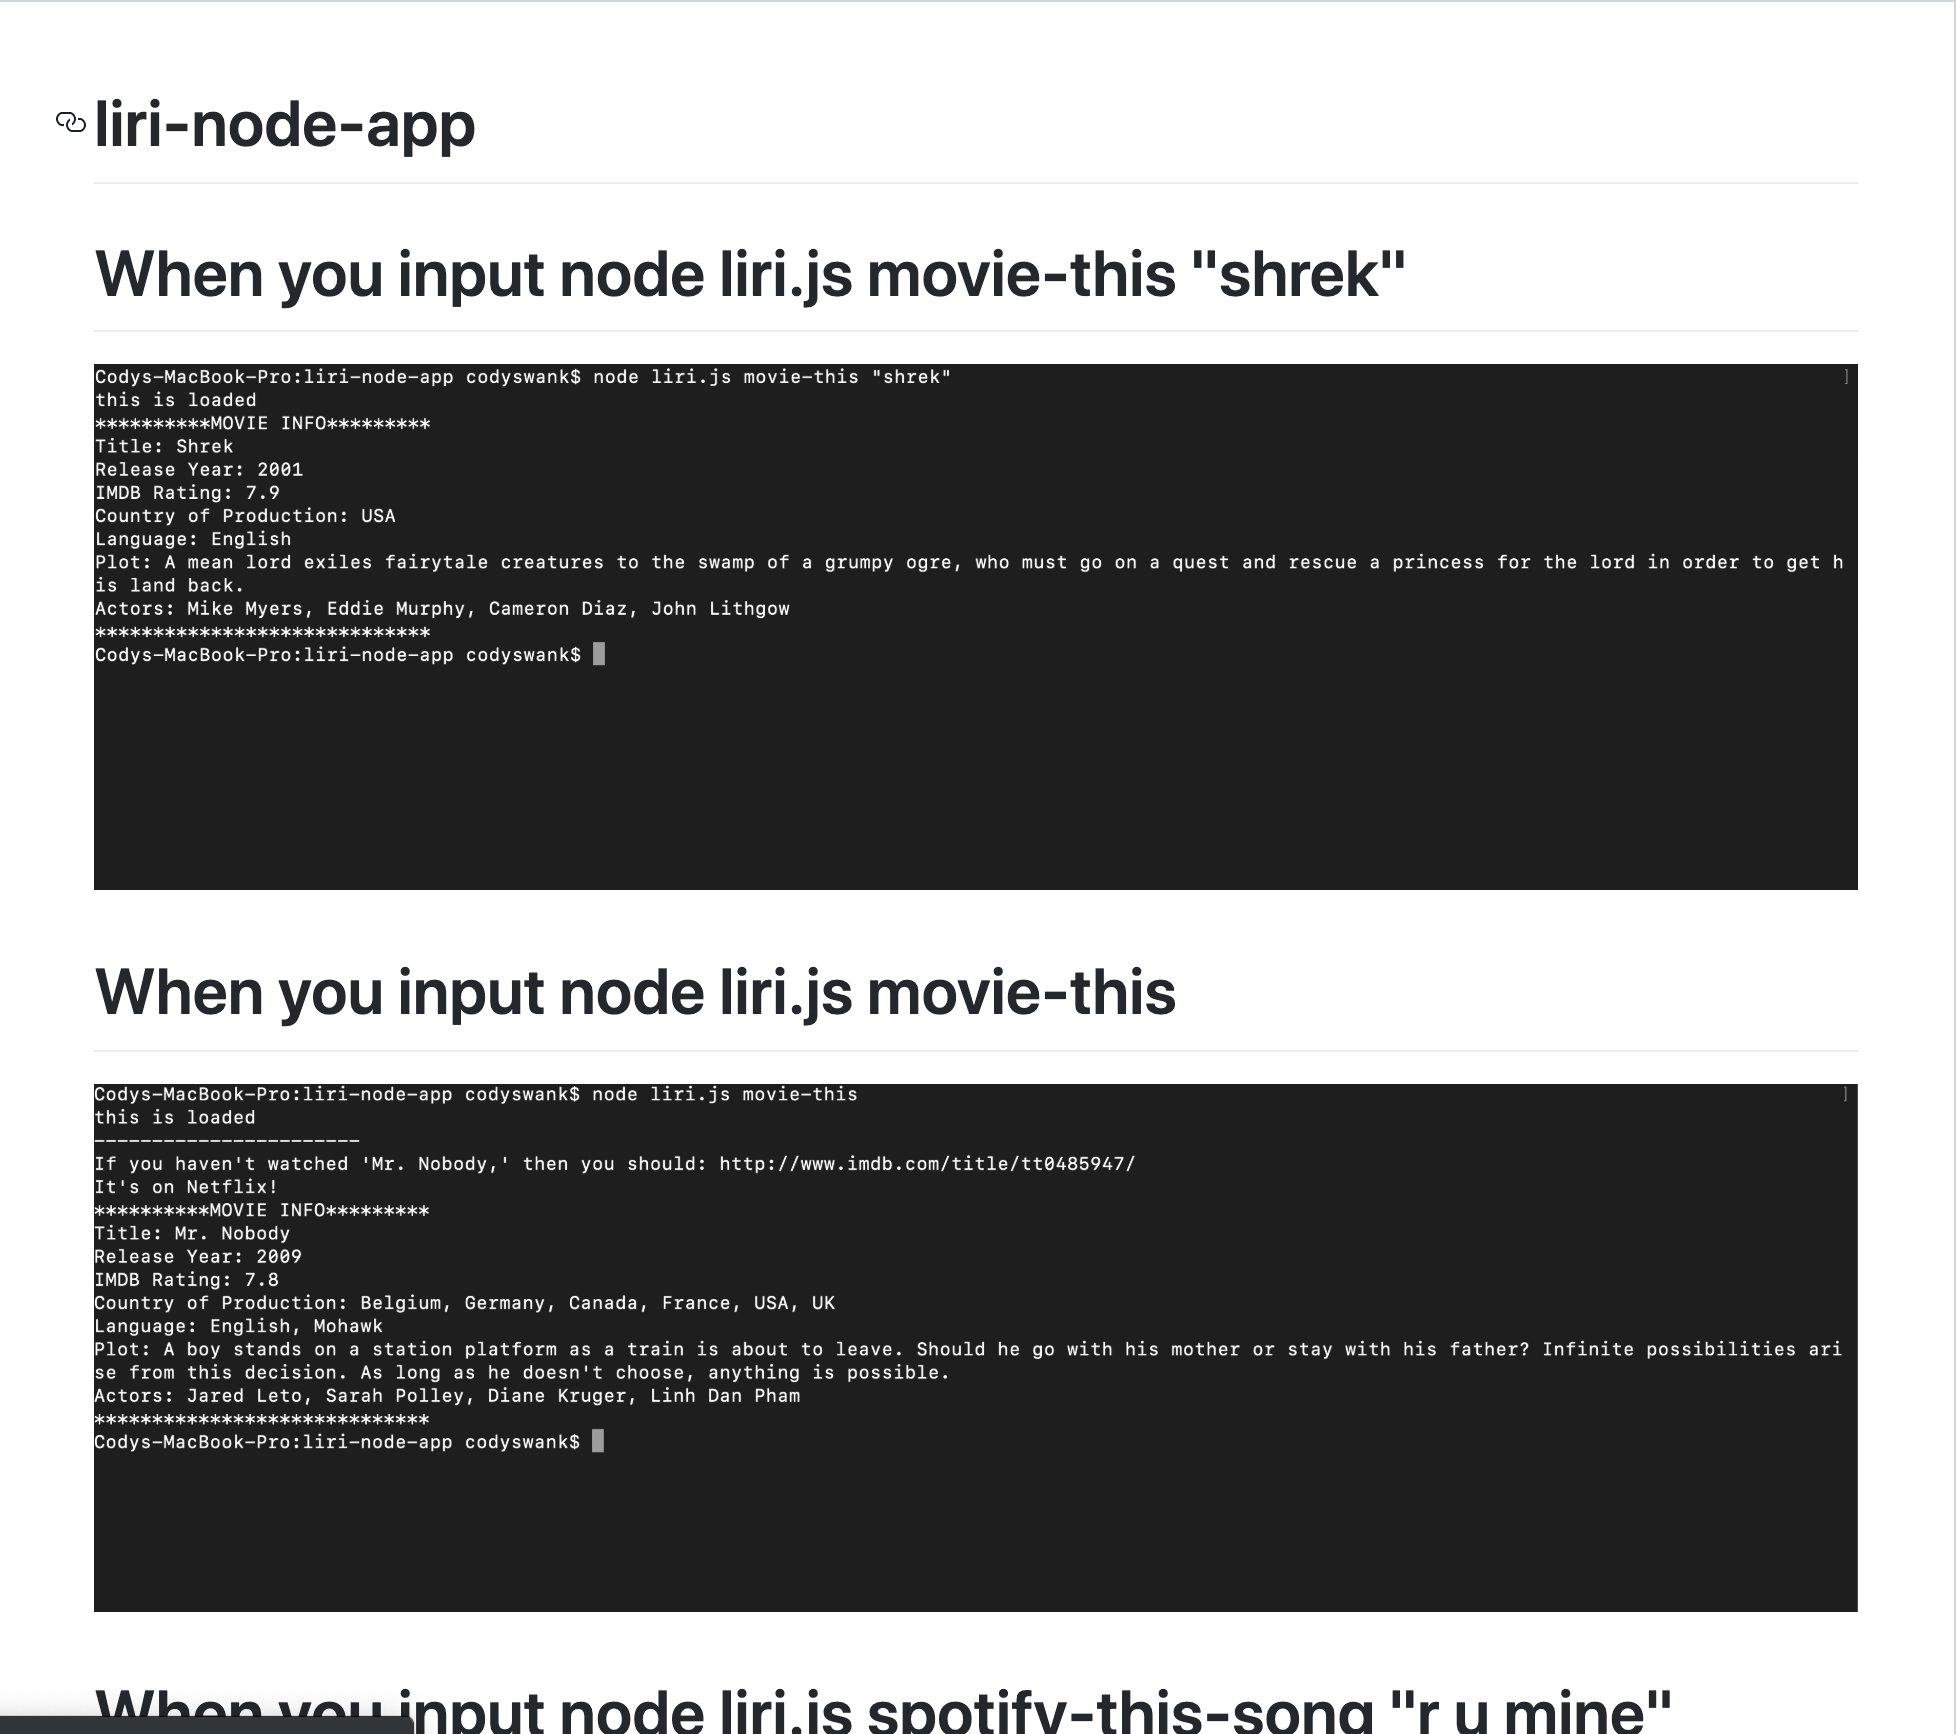 liri-node-app
When you input node liri.js movie-this "shrek"
Codys-MacBook-Pro:liri-node-app codyswank$ node liri.js movie-this "shrek" ]
this is loaded
**********MOVIE INFO*********
Title: Shrek
Release Year: 2001
IMDB Rating: 7.9
Country of Production: USA
Language: English
Plot: A mean lord exiles fairytale creatures to the swamp of a grumpy ogre, who must go on a quest and rescue a princess for the lord in order to get h
is land back.
Actors: Mike Myers, Eddie Murphy, Cameron Diaz, John Lithgow
*****************************
Codys-MacBook-Pro:liri-node-app codyswank$
When you input node liri.js movie-this
Codys-MacBook-Pro:liri-node-app codyswank$ node liri.js movie-this ]
this is loaded
-----------------------
If you haven't watched 'Mr. Nobody,' then you should: http://www.imdb.com/title/tt0485947/
It's on Netflix!
**********MOVIE INFO*********
Title: Mr. Nobody
Release Year: 2009
IMDB Rating: 7.8
Country of Production: Belgium, Germany, Canada, France, USA, UK
Language: English, Mohawk
Plot: A boy stands on a station platform as a train is about to leave. Should he go with his mother or stay with his father? Infinite possibilities ari
se from this decision. As long as he doesn't choose, anything is possible.
Actors: Jared Leto, Sarah Polley, Diane Kruger, Linh Dan Pham
*****************************
Codys-MacBook-Pro:liri-node-app codyswank$
When you input node liri.js spotify-this-song "r u mine"